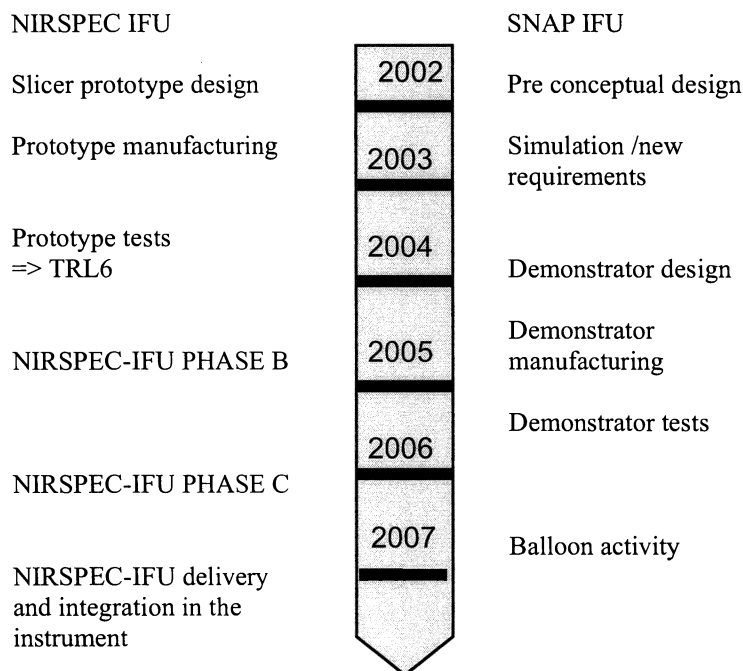 NIRSPEC IFU
SNAP IFU
Slicer prototype design
2002
Pre conceptual design
Prototype manufacturing
2003
Simulation /new
requirements
Prototype tests
=> TRL6
2004
Demonstrator design
NIRSPEC-IFU PHASE B
2005
Demonstrator
manufacturing
2006
Demonstrator tests
NIRSPEC-IFU PHASE C
2007
Balloon activity
NIRSPEC-IFU delivery
and integration in the
instrument